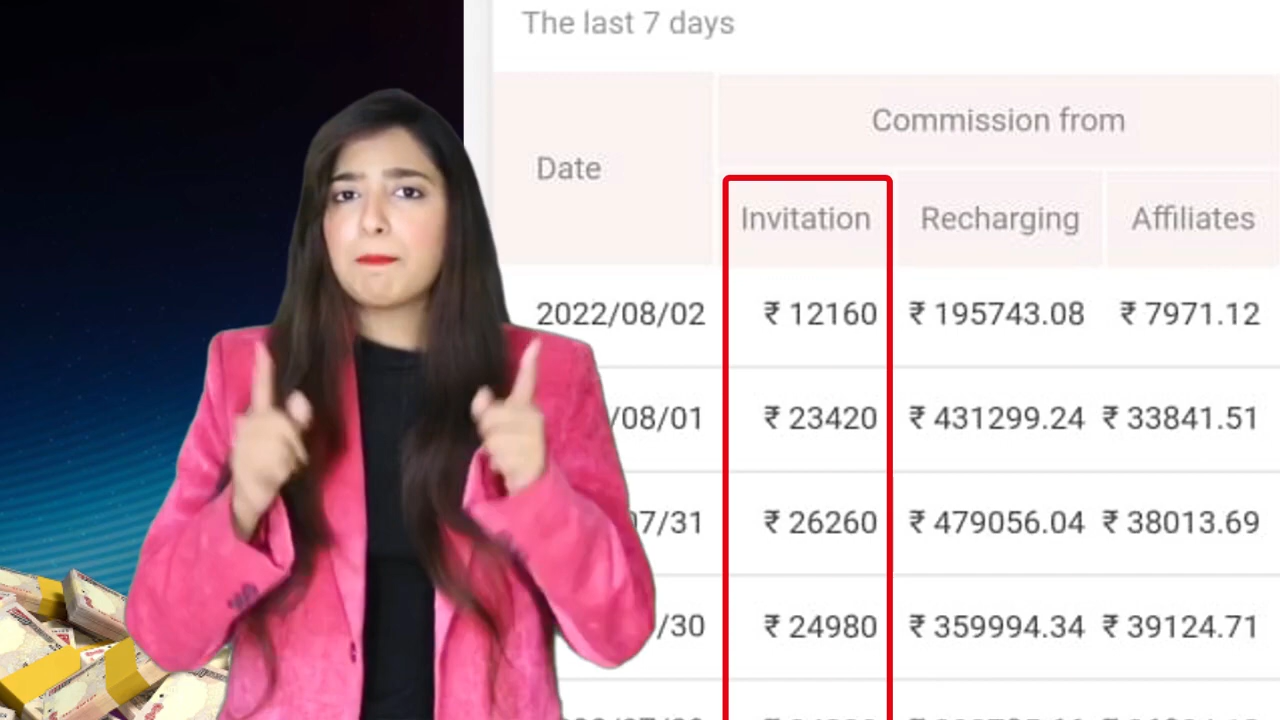 The last 7 days
Commission from
Date
Invitation Recharging Affiliates
2022/08/02 ₹ 12160 ₹ 195743.08 ₹ 7971.12
/08/01 ₹ 23420 ₹ 431299.24 ₹ 33841.51
07/31 ₹ 26260 ₹ 479056.04 ₹ 38013.69
/30 ₹ 24980 ₹ 359994.34 ₹ 39124.71